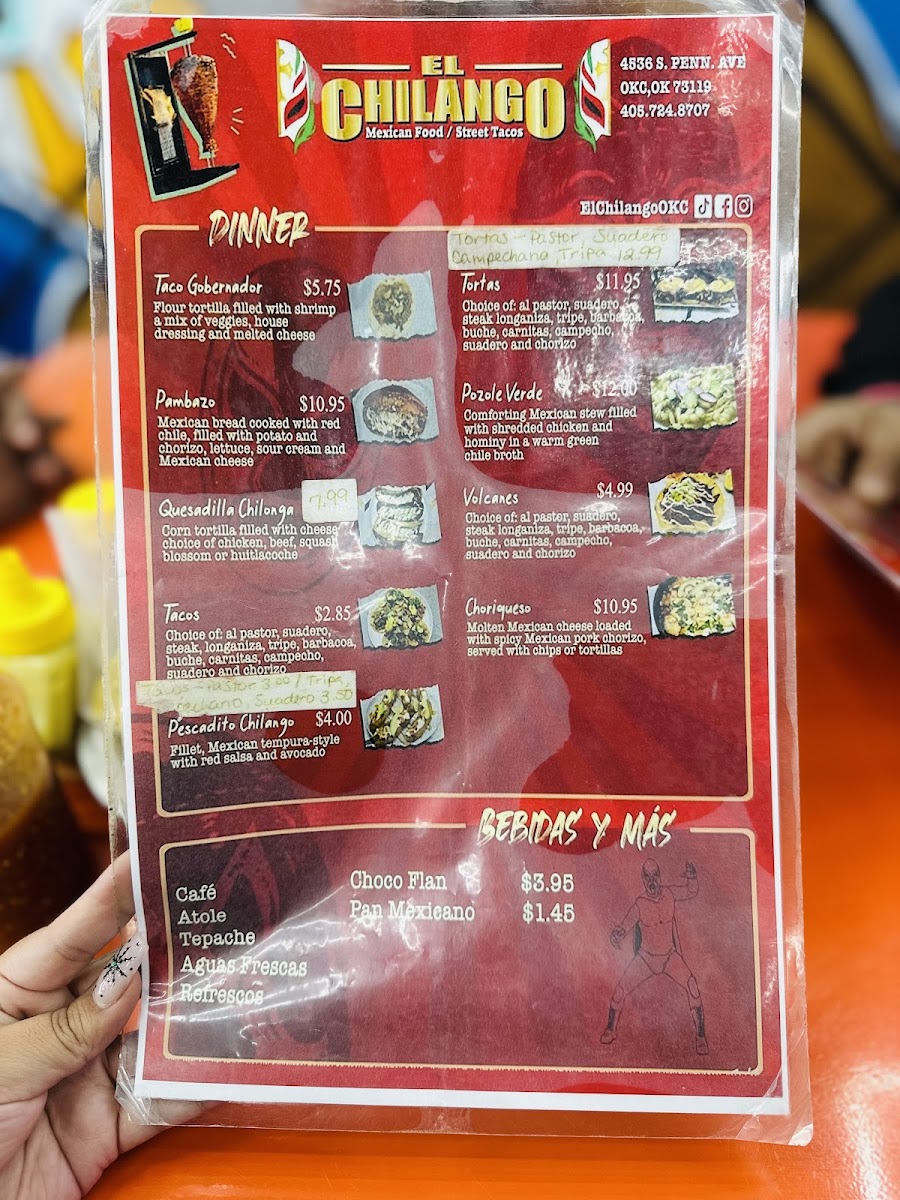 EL
CHILANGO
Mexican Food / Street Tacos
4536 S. PENN. AVE
OKC,OK 73119
405.724.8707
ElChilangoOKC
DINNER
Taco Gobernador $5.75
Flour tortilla filled with shrimp
a mix of veggies, house
dressing and melted cheese
Pambazo $10.95
Mexican bread cooked with red
chile, filled with potato and
chorizo, lettuce, sour cream and
Mexican cheese
Quesadilla Chilonga 7.99
Corn tortilla filled with cheese
choice of chicken, beef, squash
blossom or huitlacoche
Tacos $2.85
Choice of: al pastor, suadero,
steak, longaniza, tripe, barbacoa,
buche, carnitas, campecho,
suadero and chorizo
Tacos - Pastor 3.00 / Tripa,
Campechano, Suadero 3.50
Pescadito Chilango $4.00
Fillet, Mexican tempura-style
with red salsa and avocado
Tortas - Pastor, Suadero
Campechana, Tripa 12.99
Tortas $11.95
Choice of: al pastor, suadero,
steak longaniza, tripe, barbacoa,
buche, carnitas, campecho,
suadero and chorizo
Pozole Verde $12.00
Comforting Mexican stew filled
with shredded chicken and
hominy in a warm green
chile broth
Volcanes $4.99
Choice of: al pastor, suadero,
steak longaniza, tripe, barbacoa,
buche, carnitas, campecho,
suadero and chorizo
Choriqueso $10.95
Molten Mexican cheese loaded
with spicy Mexican pork chorizo,
served with chips or tortillas
BEBIDAS Y MÁS
Café
Atole
Tepache
Aguas Frescas
Refrescos
Choco Flan $3.95
Pan Mexicano $1.45